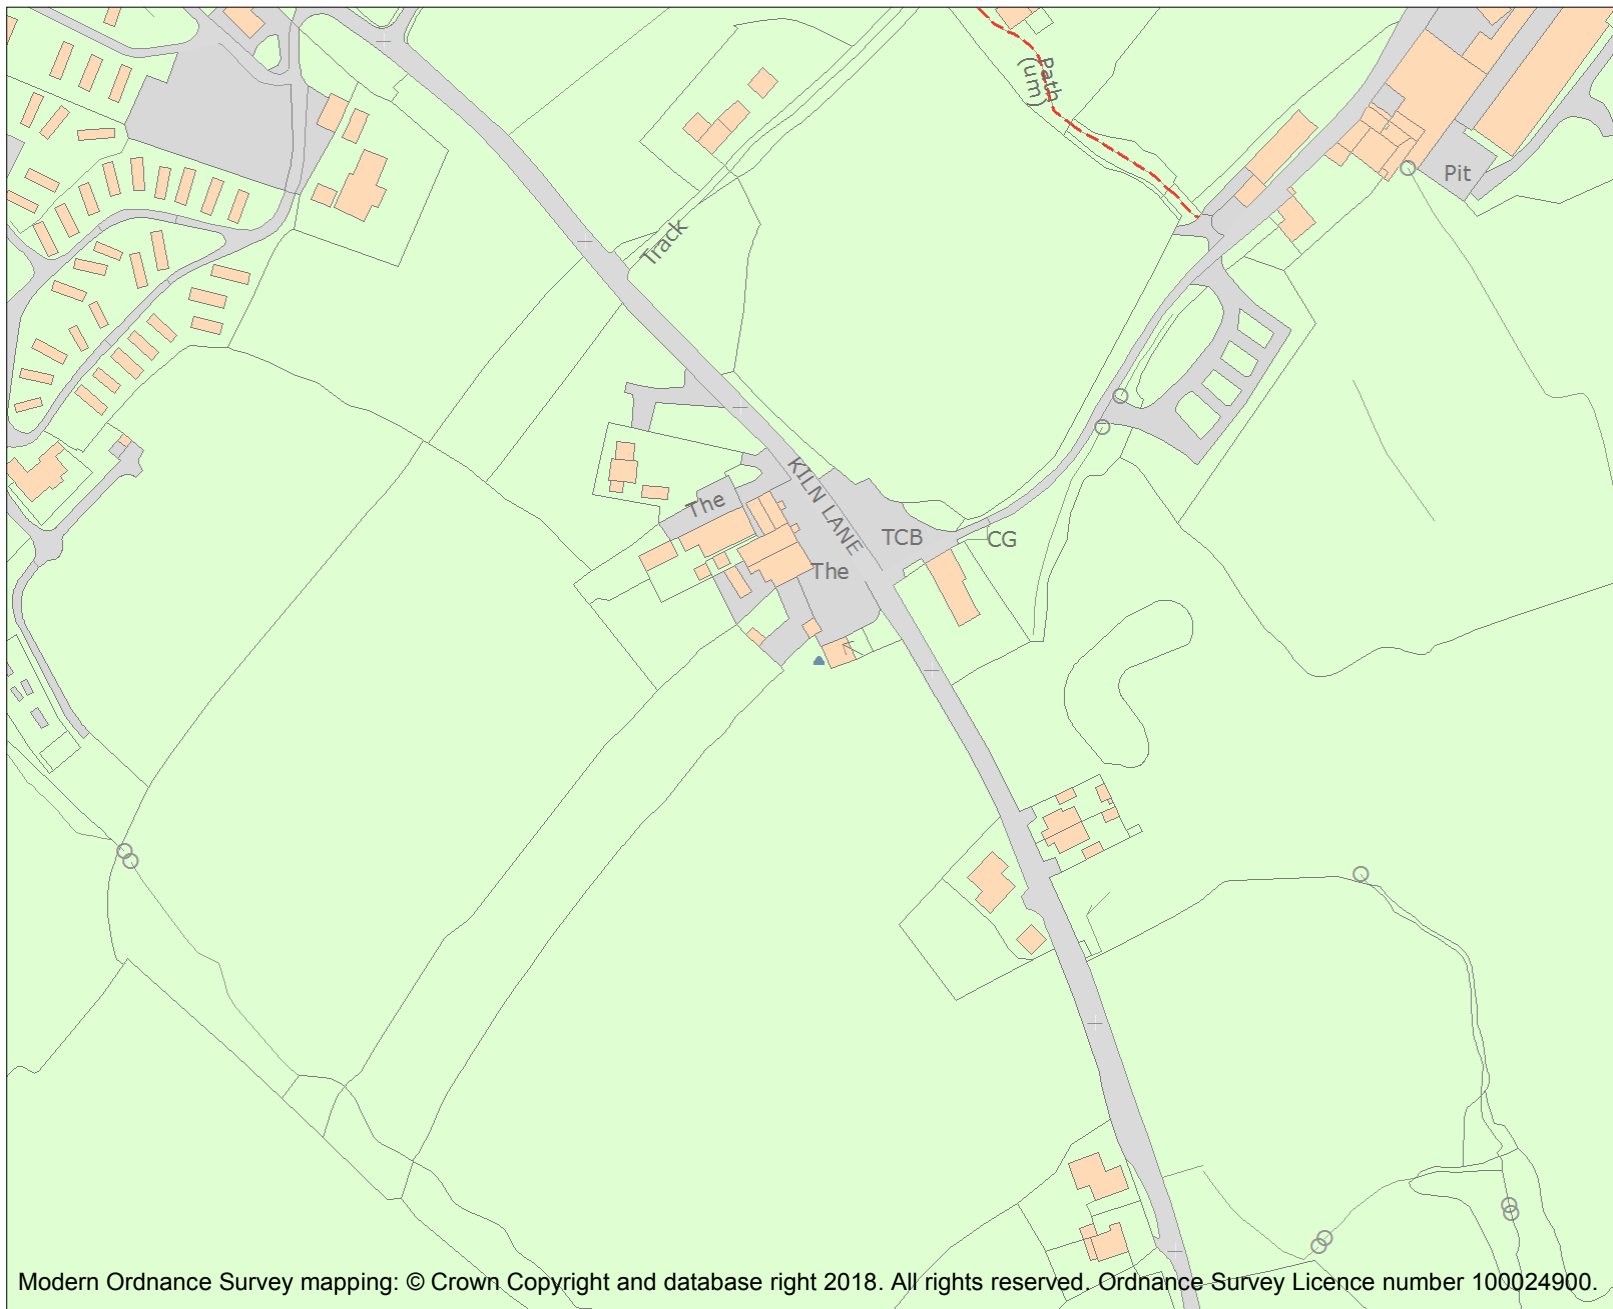 Path
(um)
Pit
Track
KILN LANE
The
TCB
CG
The
Modern Ordnance Survey mapping: © Crown Copyright and database right 2018. All rights reserved. Ordnance Survey Licence number 100024900.